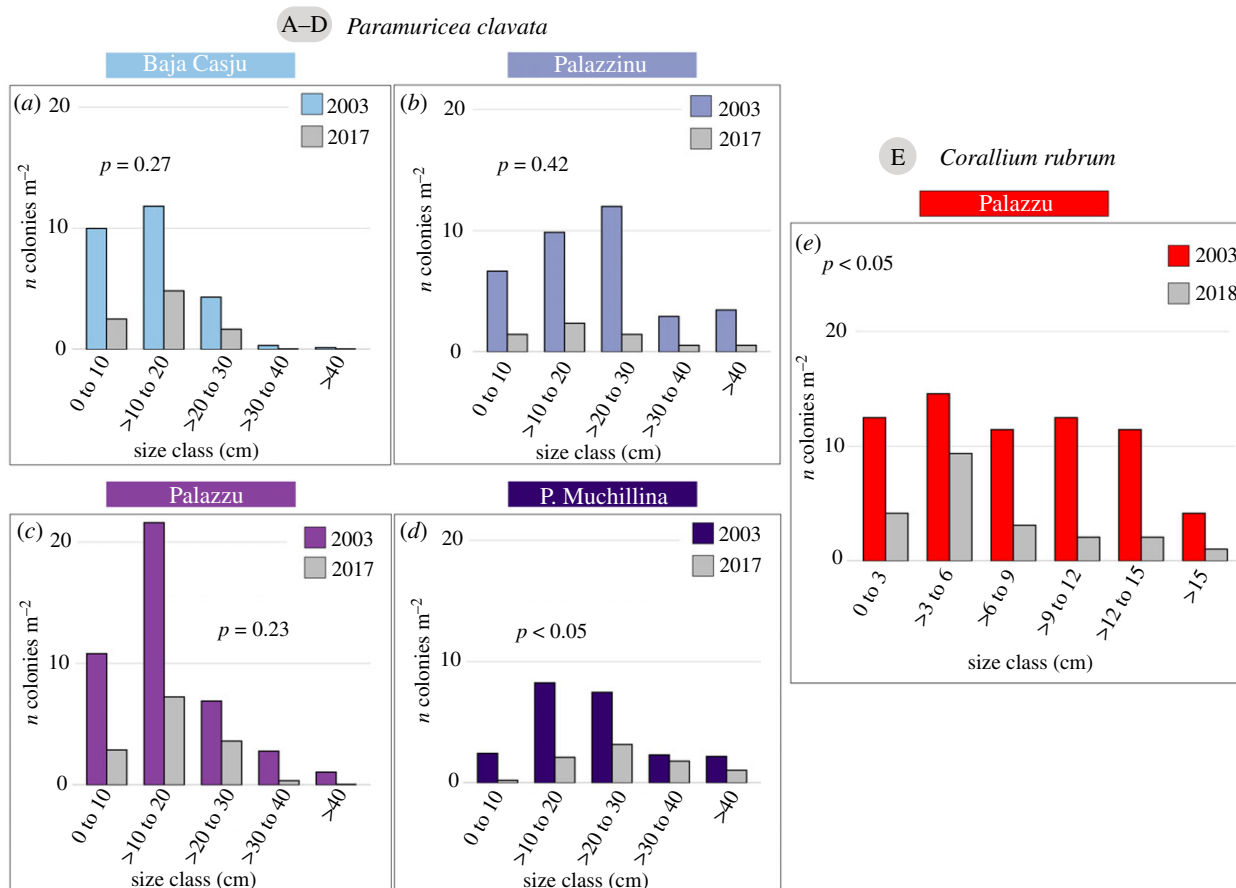 A–D Paramuricea clavata
Baja Casju
(a)
20
10
0
n colonies m⁻²
2003
2017
p = 0.27
0 to 10
>10 to 20
>20 to 30
>30 to 40
>40
size class (cm)
Palazzinu
(b)
20
10
0
n colonies m⁻²
2003
2017
p = 0.42
0 to 10
>10 to 20
>20 to 30
>30 to 40
>40
size class (cm)
Palazzu
(c)
20
10
0
n colonies m⁻²
2003
2017
p = 0.23
0 to 10
>10 to 20
>20 to 30
>30 to 40
>40
size class (cm)
P. Muchillina
(d)
20
10
0
n colonies m⁻²
2003
2017
p < 0.05
0 to 10
>10 to 20
>20 to 30
>30 to 40
>40
size class (cm)
E Corallium rubrum
Palazzu
(e)
p < 0.05
2003
2018
20
10
0
n colonies m⁻²
0 to 3
>3 to 6
>6 to 9
>9 to 12
>12 to 15
>15
size class (cm)